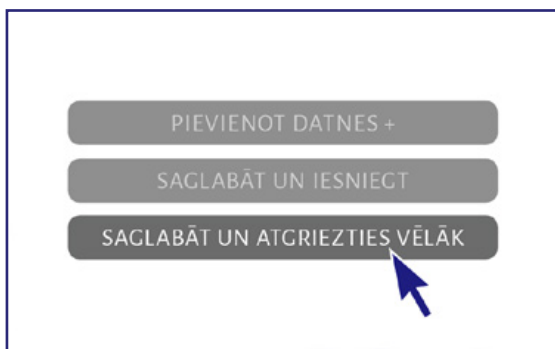 PIEVIENOT DATNES +
SAGLABĀT UN IESNIEGT
SAGLABĀT UN ATGRIEZTIES VĒLĀK